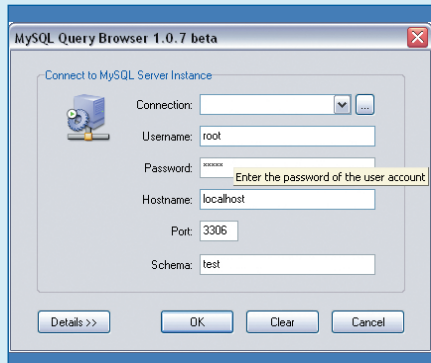 MySQL Query Browser 1.0.7 beta
Connect to MySQL Server Instance
Connection:
...
Username: root
Password: *****
Enter the password of the user account
Hostname: localhost
Port: 3306
Schema: test
Details >> OK Clear Cancel